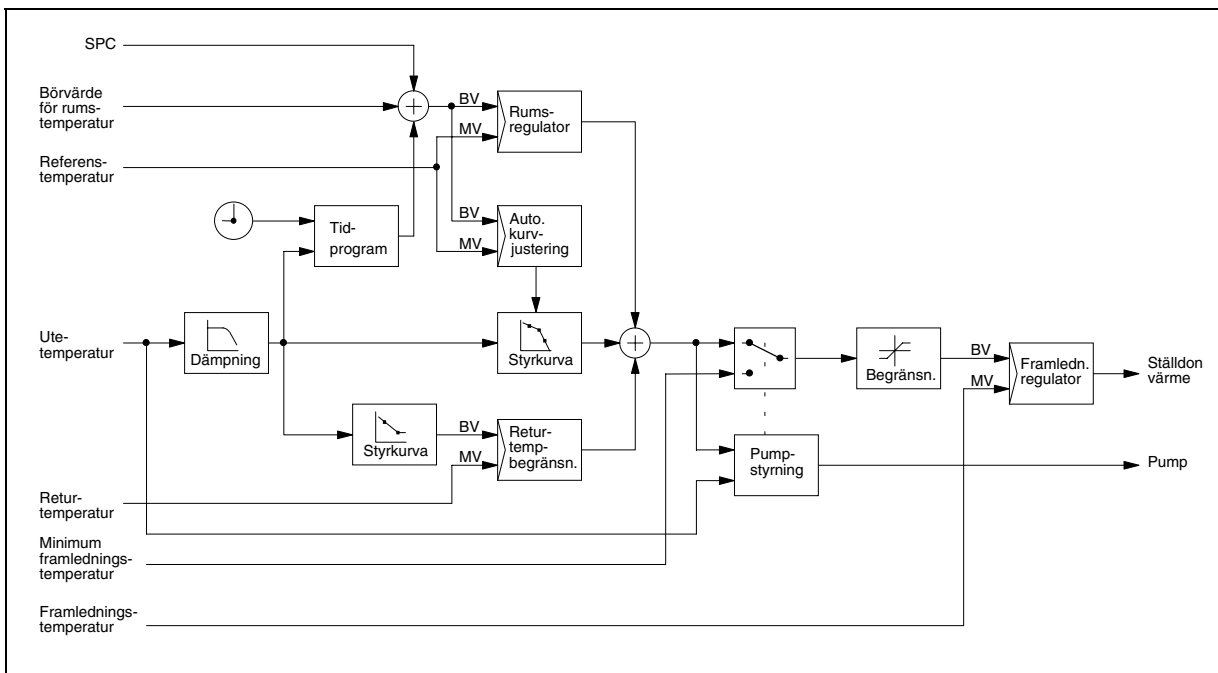 SPC
Börvärde
för rums-
temperatur
Referens-
temperatur
BV
MV
Rums-
regulator
Tid-
program
BV
MV
Auto.
kurv-
justering
Ute-
temperatur
Dämpning
Styrkurva
Styrkurva
BV
MV
Retur-
temp-
begränsn.
Begränsn.
BV
MV
Framledn.
regulator
Ställdon
värme
Pump-
styrning
Pump
Retur-
temperatur
Minimum
framlednings-
temperatur
Framlednings-
temperatur